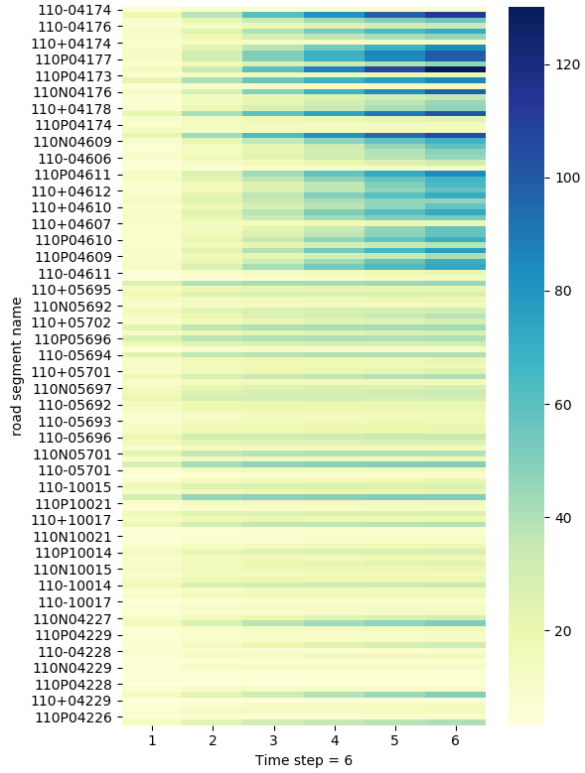 110-04174
110-04176
110+04174
110P04177
110P04173
110N04176
110+04178
110P04174
110N04609
110-04606
110P04611
110+04612
110+04610
110+04607
110P04610
110P04609
110-04611
110+05695
110N05692
110+05702
110P05696
110-05694
110+05701
110N05697
110-05692
110-05693
110-05696
110N05701
110-05701
110-10015
110P10021
110+10017
110N10021
110P10014
110N10015
110-10014
110-10017
110N04227
110P04229
110-04228
110N04229
110P04228
110+04229
110P04226
road segment name
1 2 3 4 5 6
Time step = 6
120
100
80
60
40
20